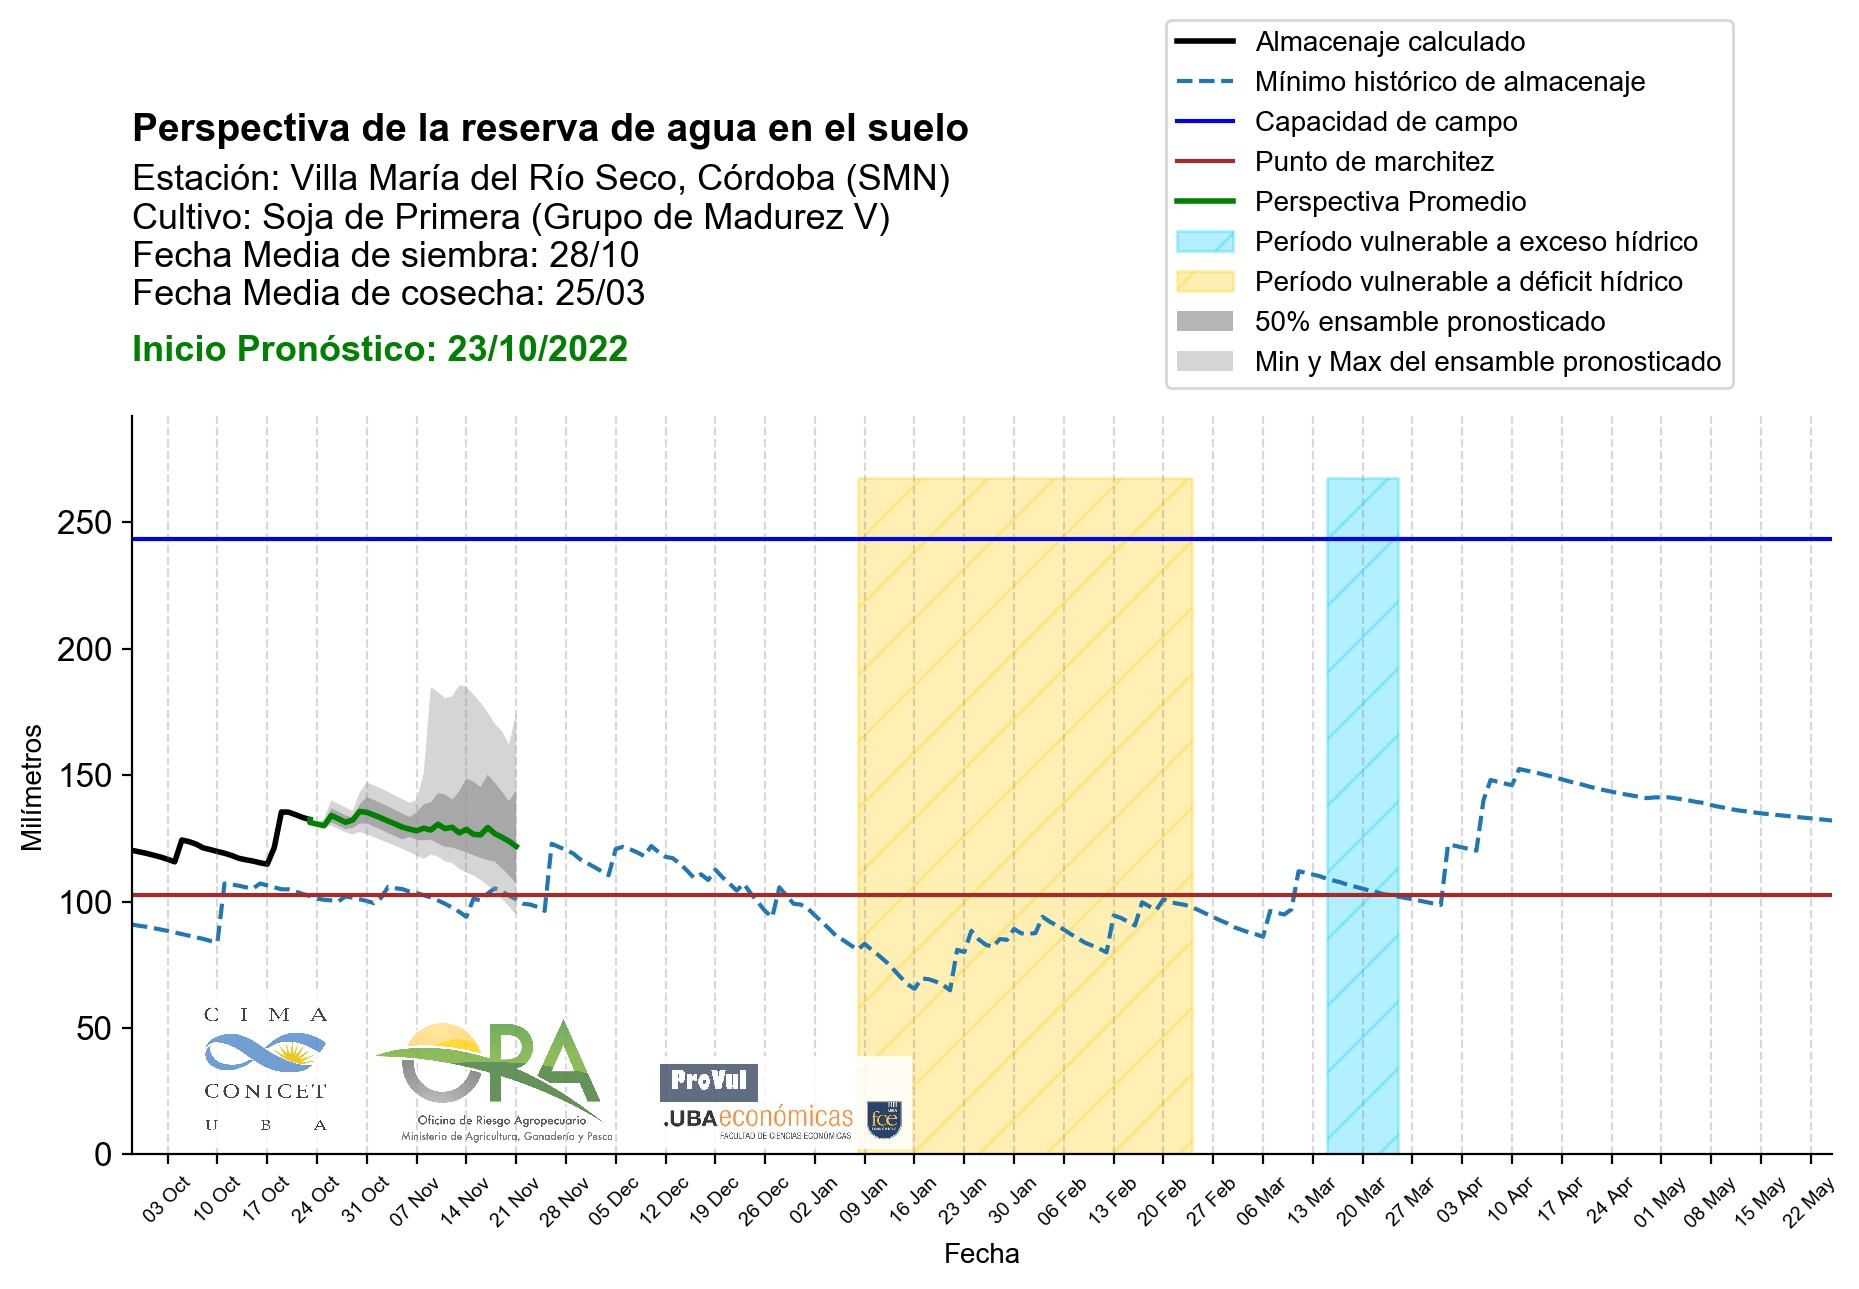 Almacenaje calculado
Mínimo histórico de almacenaje
Capacidad de campo
Punto de marchitez
Perspectiva Promedio
Período vulnerable a exceso hídrico
Período vulnerable a déficit hídrico
50% ensamble pronosticado
Min y Max del ensamble pronosticado
Perspectiva de la reserva de agua en el suelo
Estación: Villa María del Río Seco, Córdoba (SMN)
Cultivo: Soja de Primera (Grupo de Madurez V)
Fecha Media de siembra: 28/10
Fecha Media de cosecha: 25/03
Inicio Pronóstico: 23/10/2022
Milímetros
250
200
150
100
50
0
C I M A
CONICET
U B A
ORA
Oficina de Riesgo Agropecuario
Ministerio de Agricultura, Ganadería y Pesca
ProVul
.UBAeconómicas
FACULTAD DE CIENCIAS ECONÓMICAS
fce
03 Oct
10 Oct
17 Oct
24 Oct
31 Oct
07 Nov
14 Nov
21 Nov
28 Nov
05 Dec
12 Dec
19 Dec
26 Dec
02 Jan
09 Jan
16 Jan
23 Jan
30 Jan
06 Feb
13 Feb
20 Feb
27 Feb
06 Mar
13 Mar
20 Mar
27 Mar
03 Apr
10 Apr
17 Apr
24 Apr
01 May
08 May
15 May
22 May
Fecha